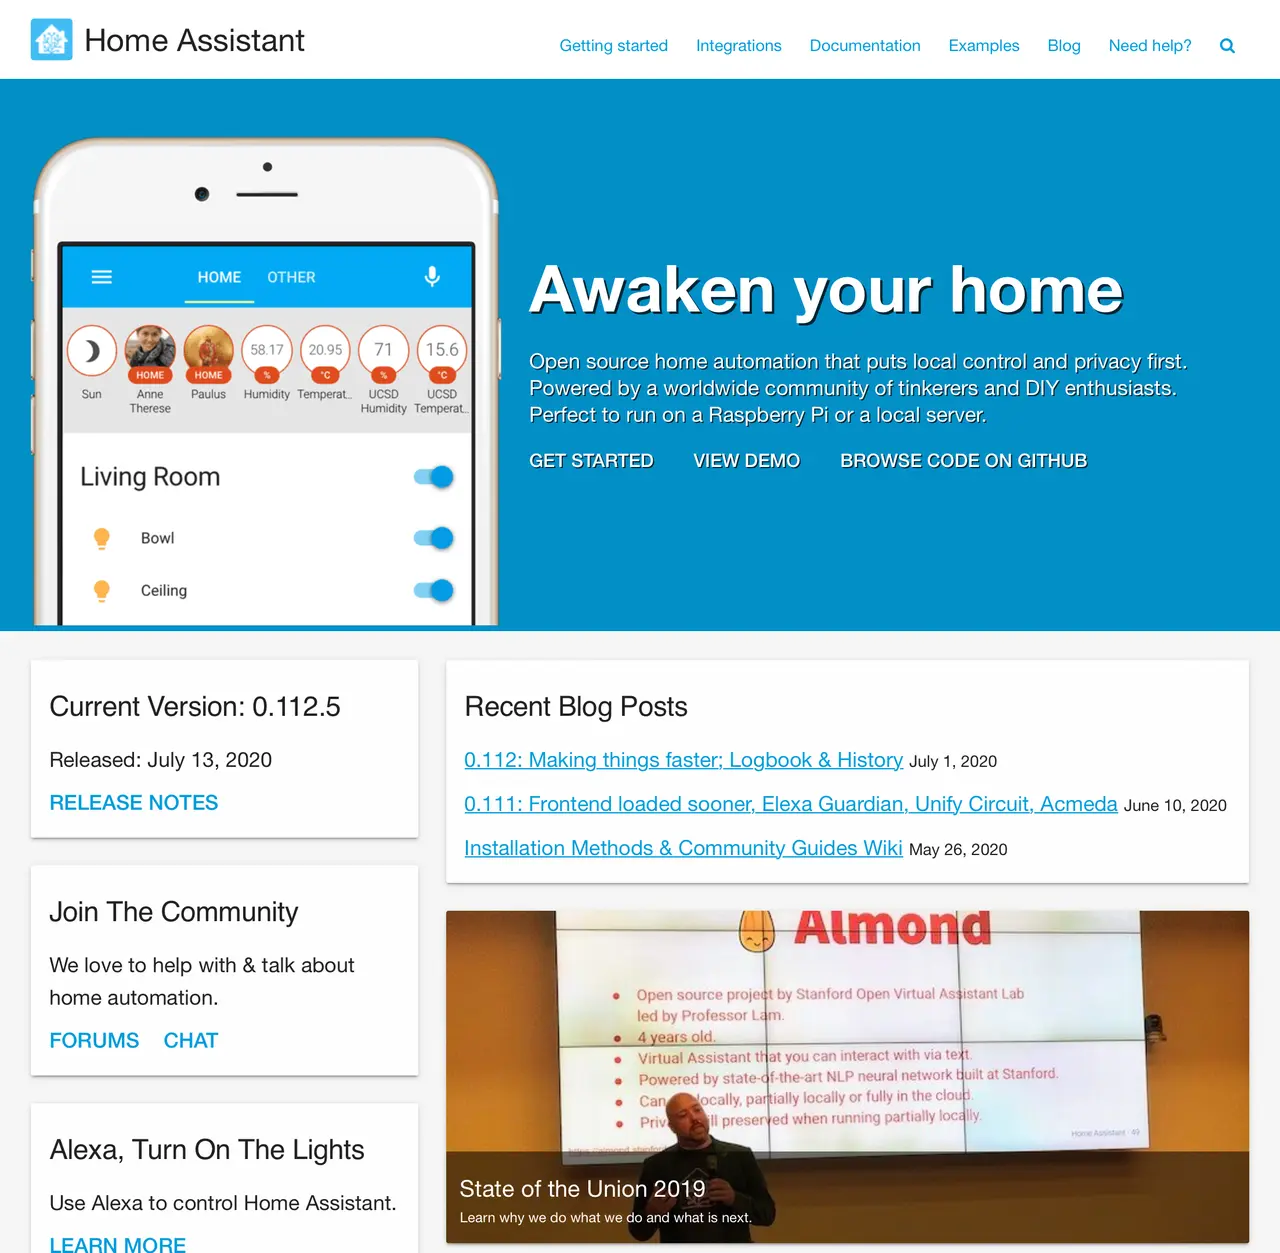 Home Assistant
Getting started Integrations Documentation Examples Blog Need help?
HOME OTHER
58.17 20.95 71 15.6
HOME HOME % °C % °C
Sun Anne Therese Paulus Humidity Temperat... UCSD Humidity UCSD Temperat...
Living Room
Bowl
Ceiling
Awaken your home
Open source home automation that puts local control and privacy first.
Powered by a worldwide community of tinkerers and DIY enthusiasts.
Perfect to run on a Raspberry Pi or a local server.
GET STARTED VIEW DEMO BROWSE CODE ON GITHUB
Current Version: 0.112.5
Released: July 13, 2020
RELEASE NOTES
Join The Community
We love to help with & talk about
home automation.
FORUMS CHAT
Alexa, Turn On The Lights
Use Alexa to control Home Assistant.
LEARN MORE
Recent Blog Posts
0.112: Making things faster; Logbook & History July 1, 2020
0.111: Frontend loaded sooner, Elexa Guardian, Unify Circuit, Acmeda June 10, 2020
Installation Methods & Community Guides Wiki May 26, 2020
Almond
• Open source project by Stanford Open Virtual Assistant Lab
led by Professor Lam.
• 4 years old.
• Virtual Assistant that you can interact with via text.
• Powered by state-of-the-art NLP neural network built at Stanford.
• Can locally, partially locally or fully in the cloud.
• preserved when running partially locally.
Home Assistant · 49
State of the Union 2019
Learn why we do what we do and what is next.